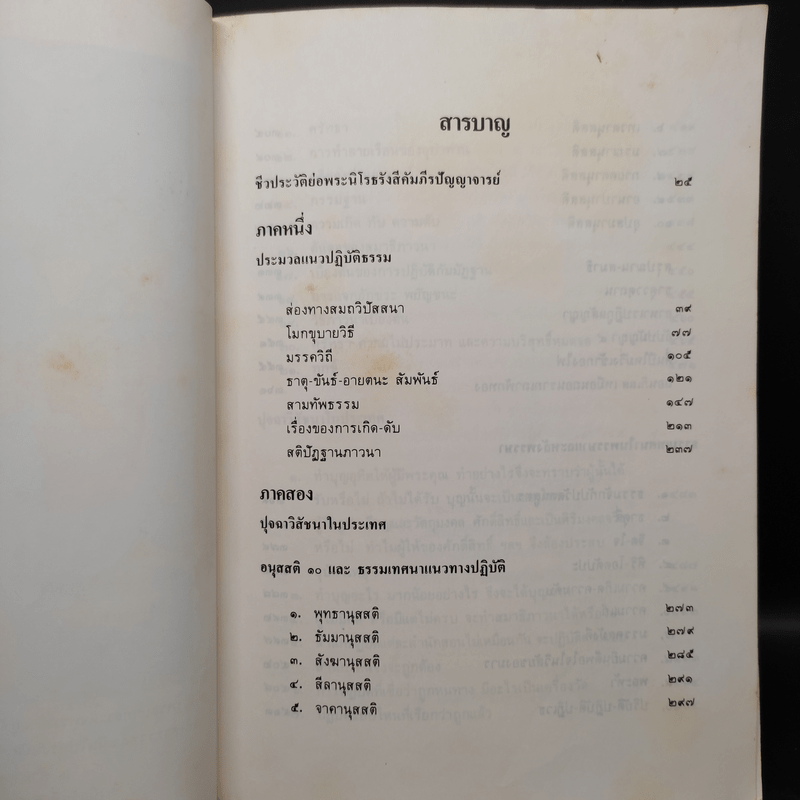 สารบาญ
ชีวประวัติย่อพระนิโรธรังสีคัมภีรปัญญาจารย์ ๒๕
ภาคหนึ่ง
ประมวลแนวปฏิบัติธรรม
ส่องทางสมถวิปัสสนา ๓๙
โมกขุบายวิธี ๗๗
มรรควิถี ๑๐๕
ธาตุ-ขันธ์-อายตนะ สัมพันธ์ ๑๒๑
สามทัพธรรม ๑๔๗
เรื่องของการเกิด-ดับ ๒๑๓
สติปัฏฐานภาวนา ๒๓๗
ภาคสอง
ปุจฉาวิสัชนาในประเทศ
อนุสสติ ๑๐ และ ธรรมเทศนาแนวทางปฏิบัติ
๑. พุทธานุสสติ ๒๗๓
๒. ธัมมานุสสติ ๒๗๙
๓. สังฆานุสสติ ๒๘๕
๔. สีลานุสสติ ๒๙๑
๕. จาคานุสสติ ๒๙๗